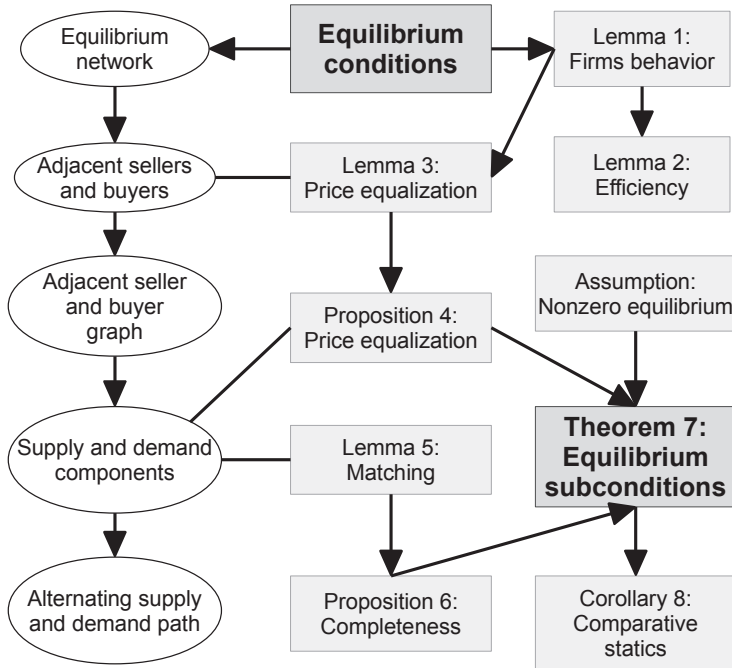 Equilibrium
network
Equilibrium
conditions
Lemma 1:
Firms behavior
Adjacent sellers
and buyers
Lemma 3:
Price equalization
Lemma 2:
Efficiency
Adjacent seller
and buyer
graph
Proposition 4:
Price equalization
Assumption:
Nonzero equilibrium
Supply and demand
components
Lemma 5:
Matching
Theorem 7:
Equilibrium
subconditions
Alternating supply
and demand path
Proposition 6:
Completeness
Corollary 8:
Comparative
statics